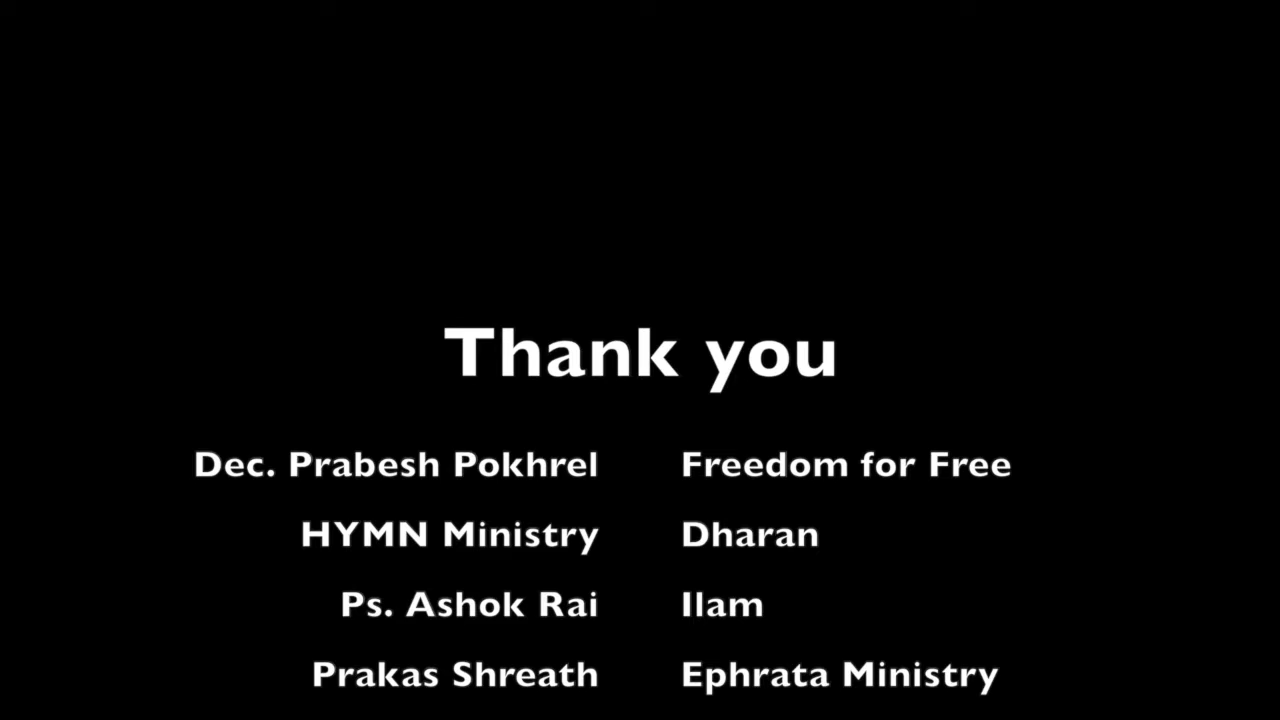 Thank you
Dec. Prabesh Pokhrel Freedom for Free
HYMN Ministry Dharan
Ps. Ashok Rai Ilam
Prakas Shreath Ephrata Ministry